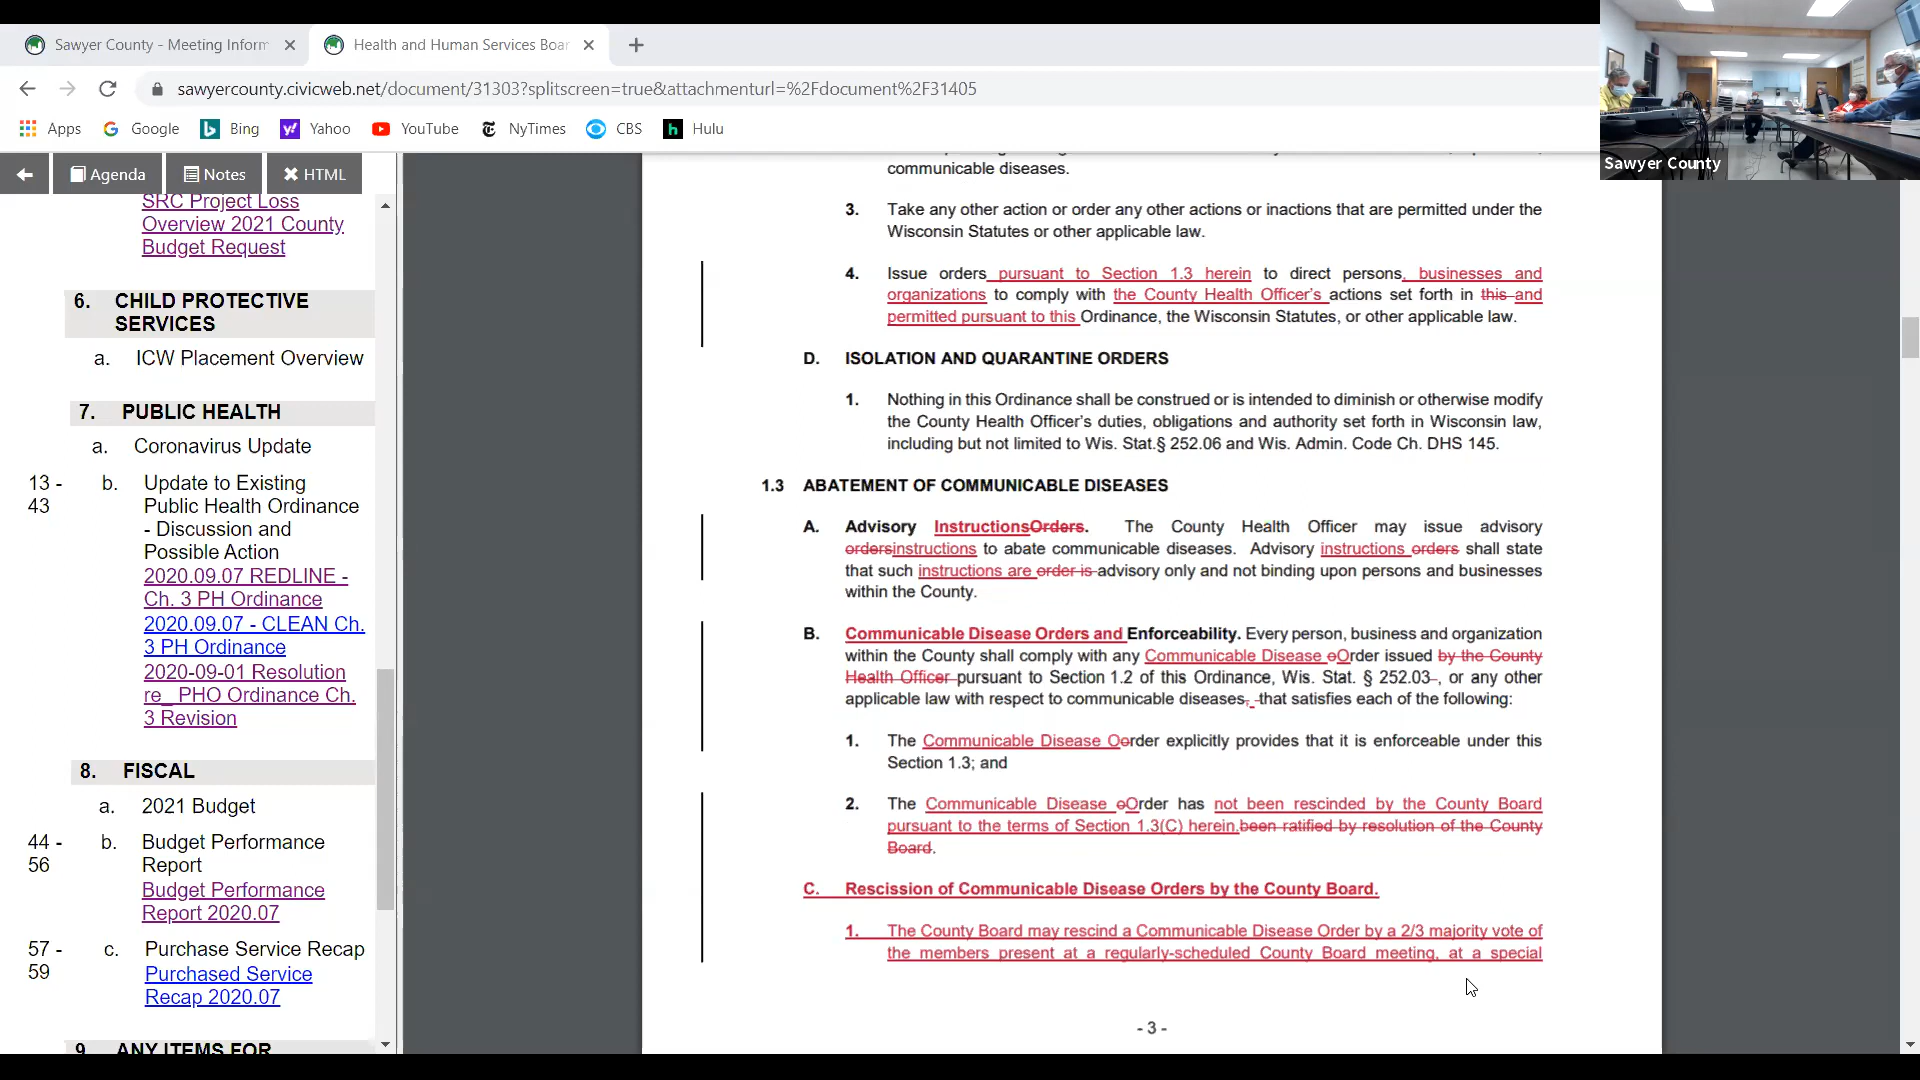 Sawyer County - Meeting Inform
Health and Human Services Boar
sawyercounty.civicweb.net/document/31303?splitscreen=true&attachmenturl=%2Fdocument%2F31405
Apps Google Bing Yahoo YouTube NyTimes CBS Hulu
Sawyer County
Agenda Notes HTML
SRC Project Loss
Overview 2021 County
Budget Request
6. CHILD PROTECTIVE
SERVICES
a. ICW Placement Overview
7. PUBLIC HEALTH
a. Coronavirus Update
13 - b. Update to Existing
43 Public Health Ordinance
- Discussion and
Possible Action
2020.09.07 REDLINE -
Ch. 3 PH Ordinance
2020.09.07 - CLEAN Ch.
3 PH Ordinance
2020-09-01 Resolution
re_ PHO Ordinance Ch.
3 Revision
8. FISCAL
a. 2021 Budget
44 - b. Budget Performance
56 Report
Budget Performance
Report 2020.07
57 - c. Purchase Service Recap
59 Purchased Service
Recap 2020.07
9 ANY ITEMS FOR
communicable diseases.
3. Take any other action or order any other actions or inactions that are permitted under the
Wisconsin Statutes or other applicable law.
4. Issue orders pursuant to Section 1.3 herein to direct persons, businesses and
organizations to comply with the County Health Officer's actions set forth in this and
permitted pursuant to this Ordinance, the Wisconsin Statutes, or other applicable law.
D. ISOLATION AND QUARANTINE ORDERS
1. Nothing in this Ordinance shall be construed or is intended to diminish or otherwise modify
the County Health Officer's duties, obligations and authority set forth in Wisconsin law,
including but not limited to Wis. Stat.§ 252.06 and Wis. Admin. Code Ch. DHS 145.
1.3 ABATEMENT OF COMMUNICABLE DISEASES
A. Advisory InstructionsOrders. The County Health Officer may issue advisory
ordersinstructions to abate communicable diseases. Advisory instructions orders shall state
that such instructions are order is advisory only and not binding upon persons and businesses
within the County.
B. Communicable Disease Orders and Enforceability. Every person, business and organization
within the County shall comply with any Communicable Disease oOrder issued by the County
Health Officer pursuant to Section 1.2 of this Ordinance, Wis. Stat. § 252.03 , or any other
applicable law with respect to communicable diseases, that satisfies each of the following:
1. The Communicable Disease Oorder explicitly provides that it is enforceable under this
Section 1.3; and
2. The Communicable Disease oOrder has not been rescinded by the County Board
pursuant to the terms of Section 1.3(C) herein.been ratified by resolution of the County
Board.
C. Rescission of Communicable Disease Orders by the County Board.
1. The County Board may rescind a Communicable Disease Order by a 2/3 majority vote of
the members present at a regularly-scheduled County Board meeting, at a special
- 3 -